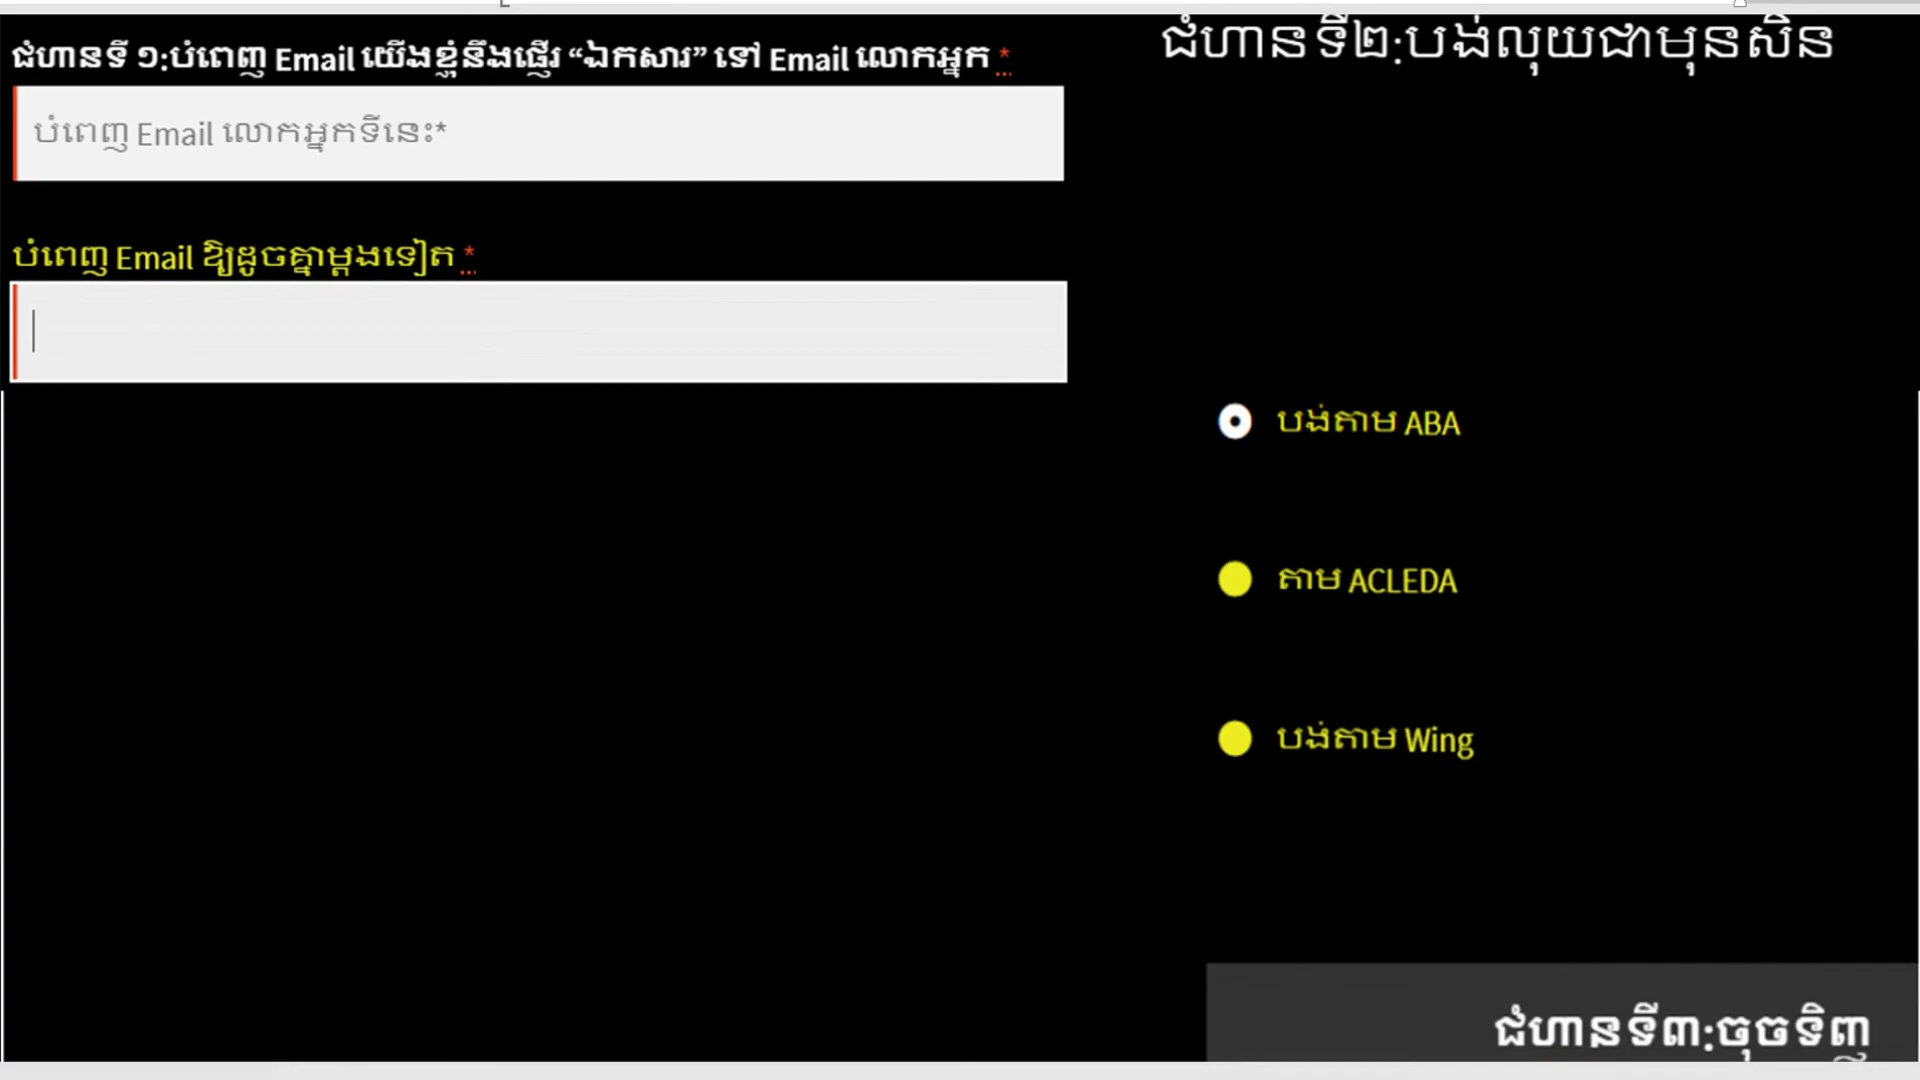 ជំហានទី ១:បំពេញ Email យើងខ្ញុំនឹងផ្ញើរ “ឯកសារ” ទៅ Email លោកអ្នក *
បំពេញ Email លោកអ្នកទីនេះ*
បំពេញ Email ឱ្យដូចគ្នាម្ដងទៀត *
ជំហានទី២:បង់លុយជាមុនសិន
បង់តាម ABA
តាម ACLEDA
បង់តាម Wing
ជំហានទី៣:ចុចទិញ